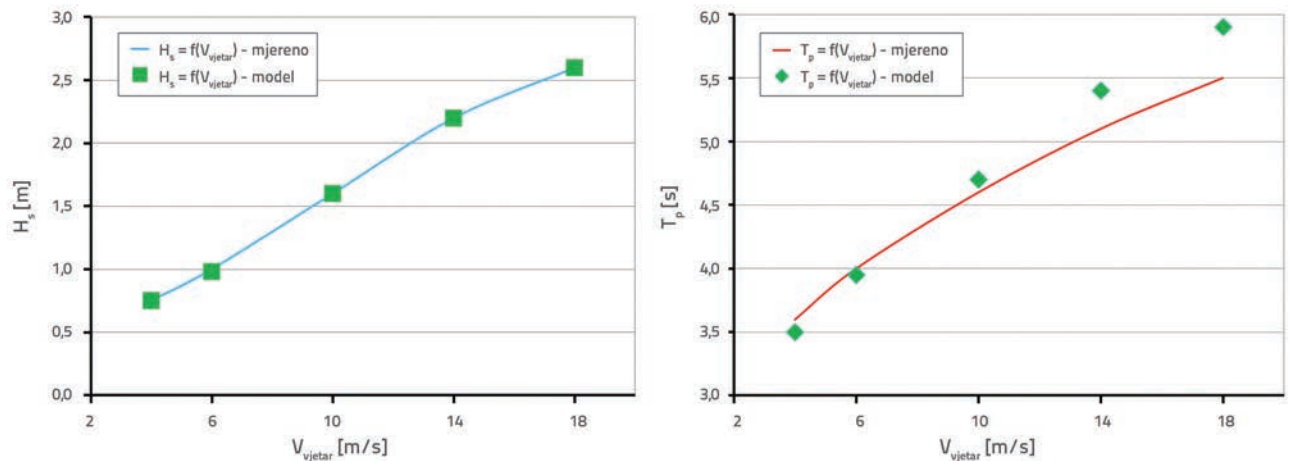 3,0
2,5
2,0
1,5
1,0
0,5
0,0
H_s [m]
H_s = f(V_vjetar) - mjereno
H_s = f(V_vjetar) - model
2 6 10 14 18
V_vjetar [m/s]
6,0
5,5
5,0
4,5
4,0
3,5
3,0
T_p [s]
T_p = f(V_vjetar) - mjereno
T_p = f(V_vjetar) - model
2 6 10 14 18
V_vjetar [m/s]